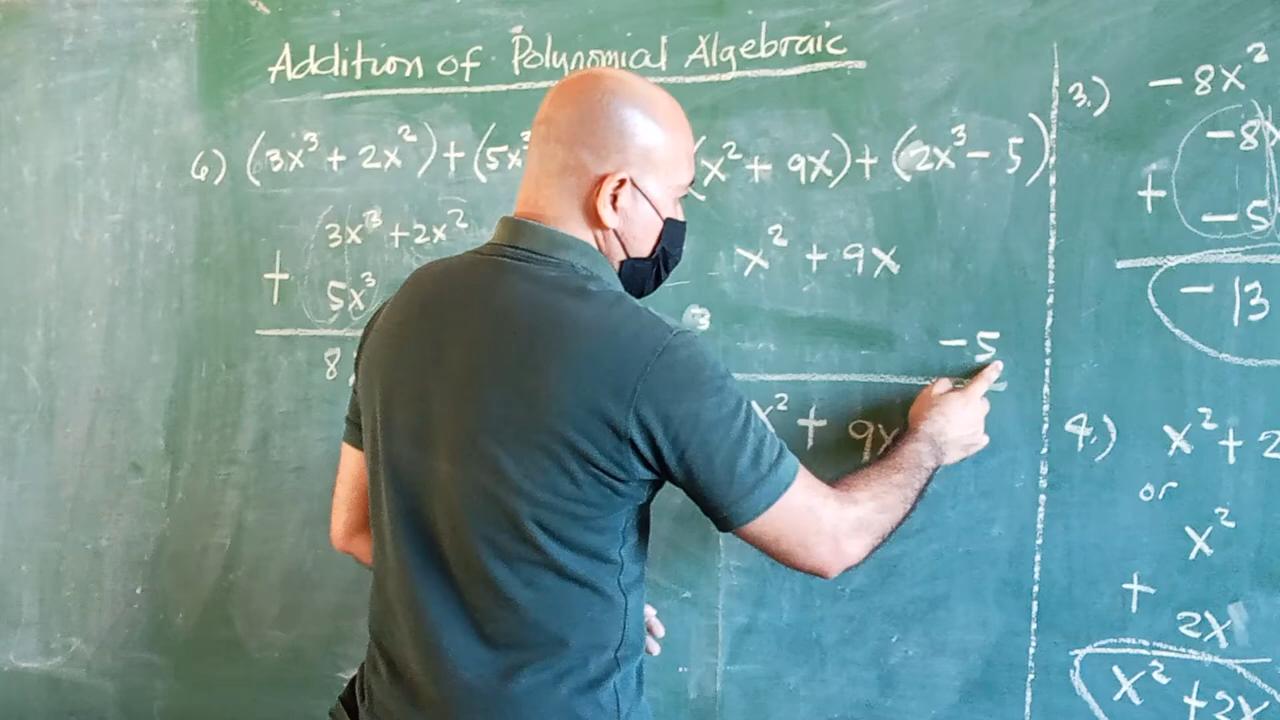 Addition of Polynomial Algebraic
6) (3x³ + 2x²) + (5x³ (x² + 9x) + (2x³ - 5)
3x³ + 2x² x² + 9x
+ 5x³ ³ -5
8 x² + 9x
3.) -8x²
-8
+ -5
-13
4.) x² + 2
or
x²
+
2x
x² + 2x